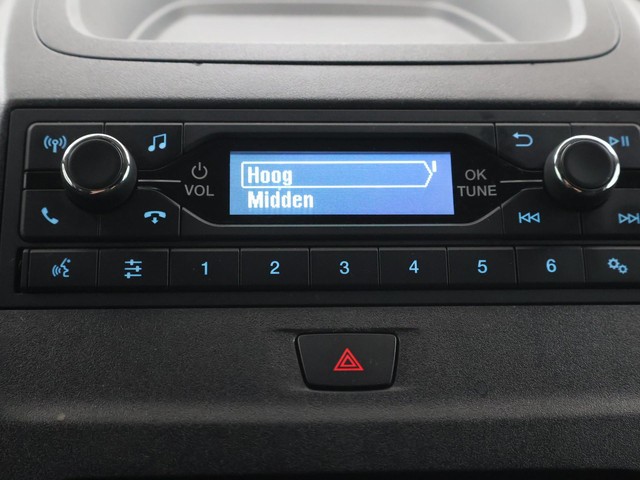 Hoog
Midden
VOL
OK
TUNE
1 2 3 4 5 6